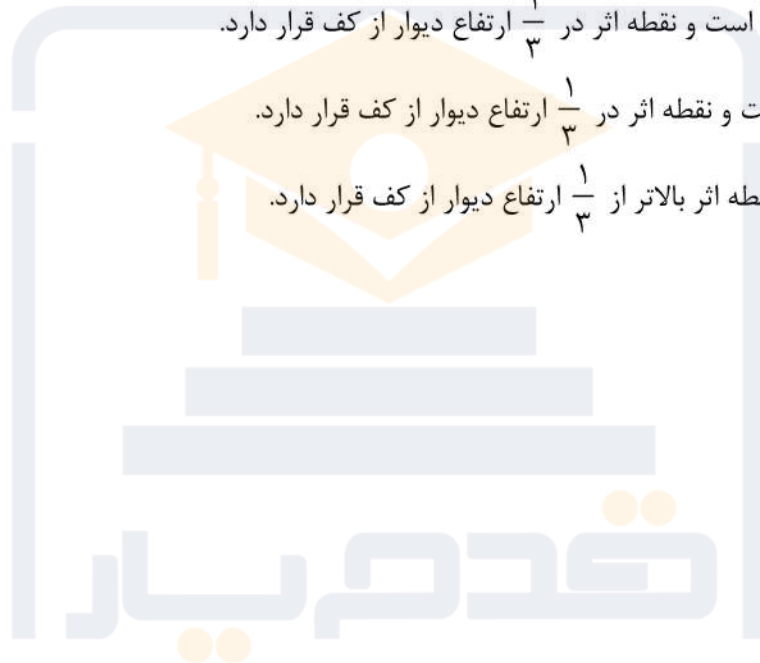 است و نقطه اثر در ۱/۳ ارتفاع دیوار از کف قرار دارد.
و نقطه اثر در ۱/۳ ارتفاع دیوار از کف قرار دارد.
اثر بالاتر از ۱/۳ ارتفاع دیوار از کف قرار دارد.
قدم یار